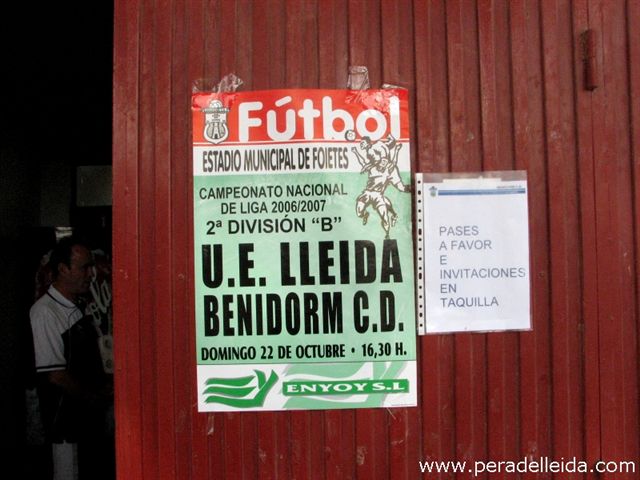 Fútbol
ESTADIO MUNICIPAL DE FOIETES
CAMPEONATO NACIONAL
DE LIGA 2006/2007
2ª DIVISIÓN "B"
U.E. LLEIDA
BENIDORM C.D.
DOMINGO 22 DE OCTUBRE • 16,30 H.
ENYOY S.L
PASES
A FAVOR
E
INVITACIONES
EN
TAQUILLA
www.peradelleida.com